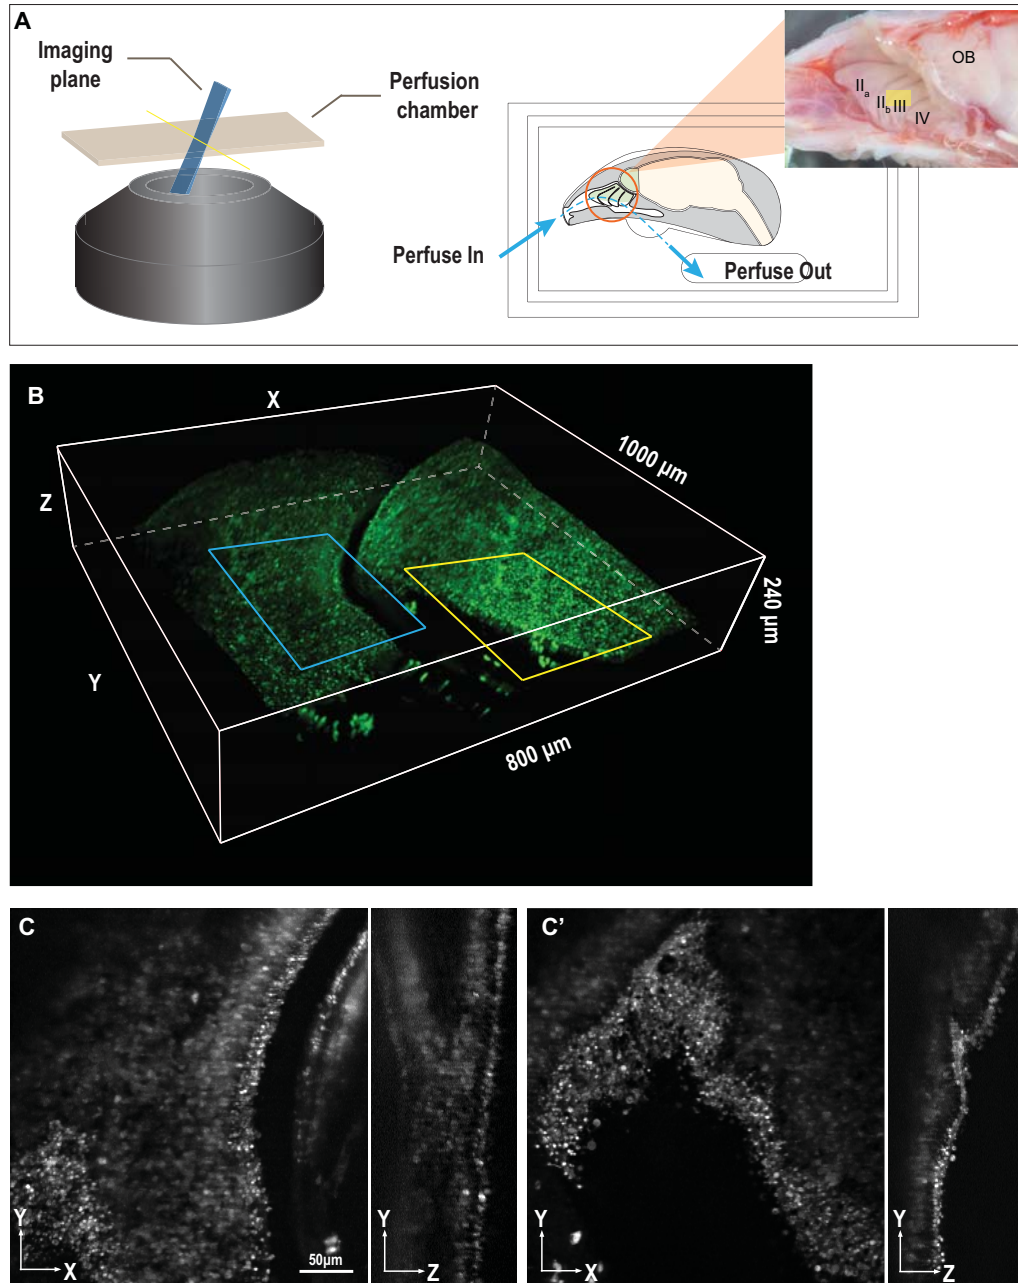 A
Imaging
plane
Perfusion
chamber
Perfuse In
Perfuse Out
OB
IIa
IIb
III
IV
B
X
Z
Y
1000 µm
240 µm
800 µm
C
Y
X
50µm
Y
Z
C'
Y
X
Y
Z